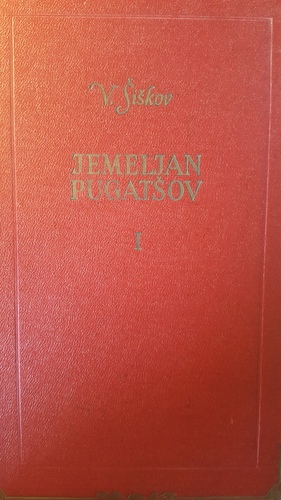 V. Šiškov
JEMELJAN
PUGATŠOV
I